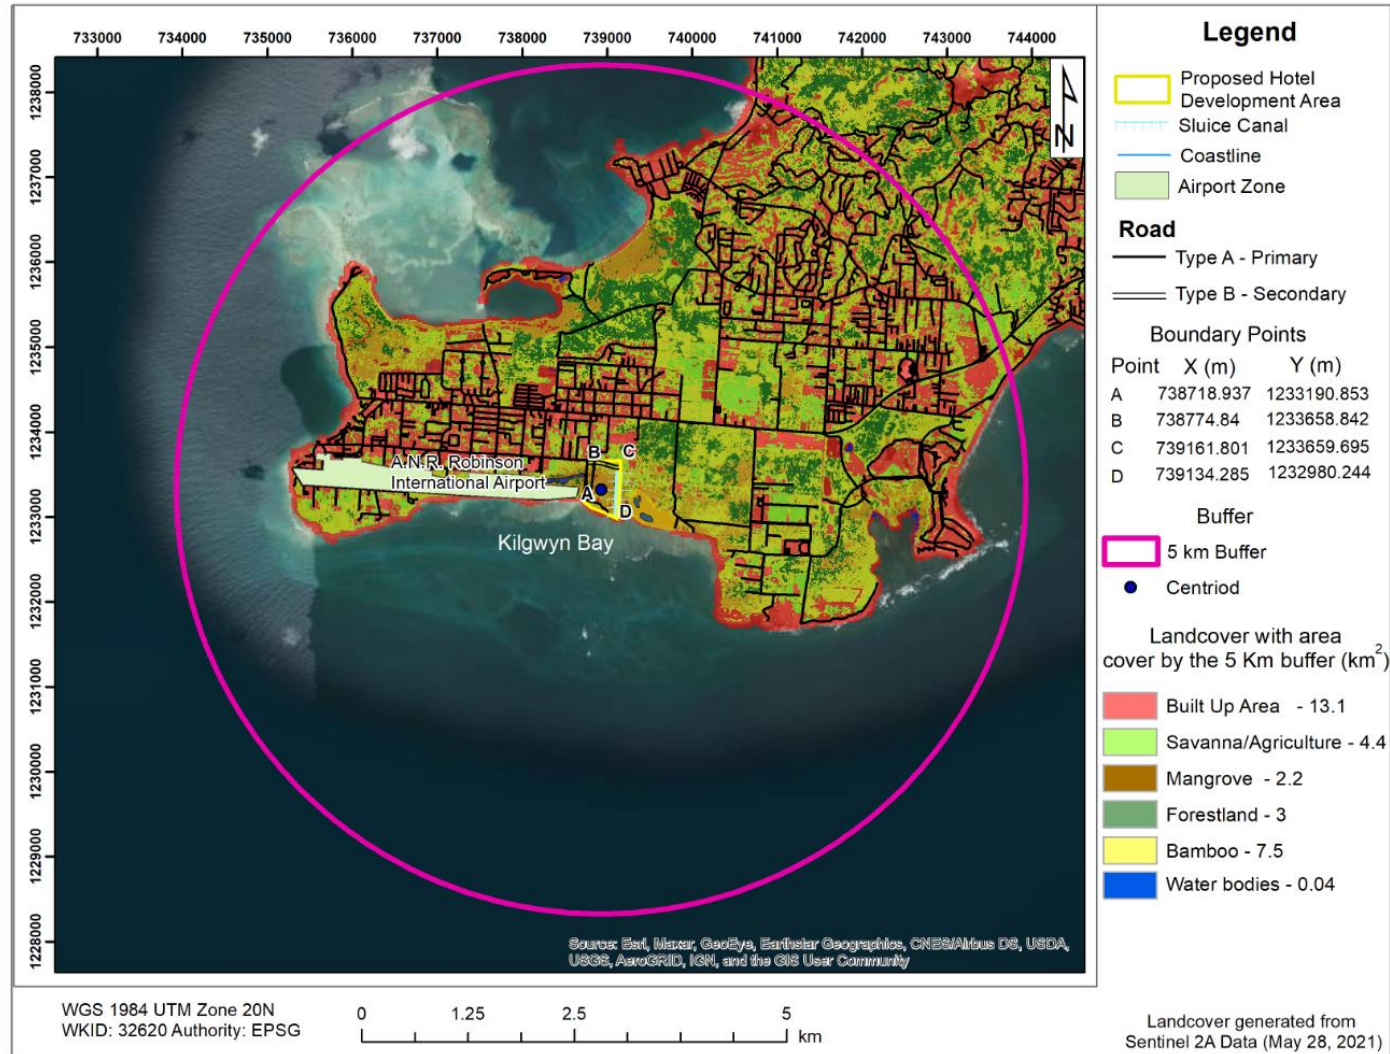 733000 734000 735000 736000 737000 738000 739000 740000 741000 742000 743000 744000
1238000
1237000
1236000
1235000
1234000
1233000
1232000
1231000
1230000
1229000
1228000
N
A.N.R. Robinson
International Airport
B C
A
D
Kilgwyn Bay
Source: Esri, Maxar, GeoEye, Earthstar Geographics, CNES/Airbus DS, USDA,
USGS, AeroGRID, IGN, and the GIS User Community
Legend
Proposed Hotel
Development Area
Sluice Canal
Coastline
Airport Zone
Road
Type A - Primary
Type B - Secondary
Boundary Points
Point X (m) Y (m)
A 738718.937 1233190.853
B 738774.84 1233658.842
C 739161.801 1233659.695
D 739134.285 1232980.244
Buffer
5 km Buffer
Centriod
Landcover with area
cover by the 5 Km buffer (km²)
Built Up Area - 13.1
Savanna/Agriculture - 4.4
Mangrove - 2.2
Forestland - 3
Bamboo - 7.5
Water bodies - 0.04
WGS 1984 UTM Zone 20N
WKID: 32620 Authority: EPSG
0 1.25 2.5 5
km
Landcover generated from
Sentinel 2A Data (May 28, 2021)